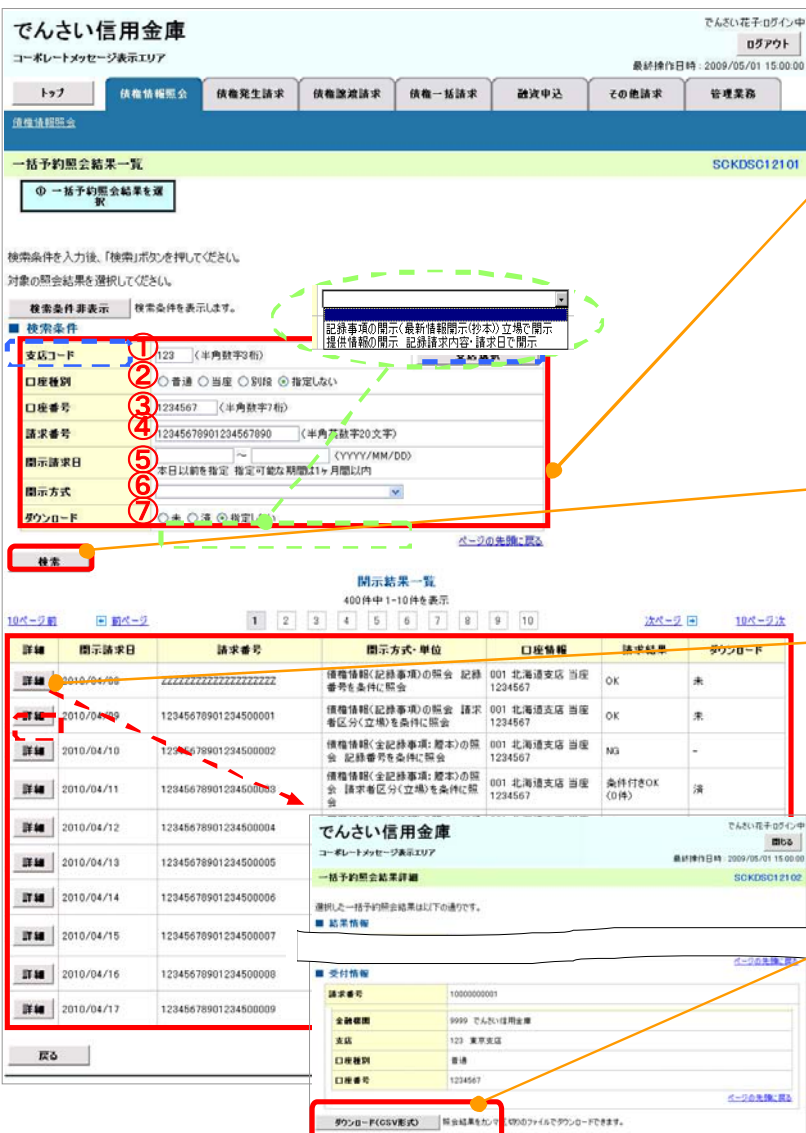 でんさい信用金庫
でんさい花子:ログイン中
ログアウト
コーポレートメッセージ表示エリア
最終操作日時:2009/05/01 15:00:00
トップ 債権情報照会 債権発生請求 債権譲渡請求 債権一括請求 融資申込 その他請求 管理業務
債権情報照会
一括予約照会結果一覧 SCKDSC12101
① 一括予約照会結果を選
択
検索条件を入力後、「検索」ボタンを押してください。
対象の照会結果を選択してください。
検索条件非表示 検索条件を表示します。
記録事項の開示(最新情報開示(抄本))立場で開示
提供情報の開示 記録請求内容・請求日で開示
■ 検索条件
支店コード ① 123 (半角数字3桁) 支店選択
口座種別 ② 普通 当座 別段 指定しない
口座番号 ③ 1234567 (半角数字7桁)
請求番号 ④ 12345678901234567890 (半角英数字20文字)
開示請求日 ⑤ ~ (YYYY/MM/DD)
本日以前を指定 指定可能な期間は1ヶ月間以内
開示方式 ⑥
ダウンロード ⑦ 未 済 指定しない
ページの先頭に戻る
検索
開示結果一覧
400件中 1-10件を表示
10ページ前 前ページ 1 2 3 4 5 6 7 8 9 10 次ページ 10ページ次
詳細 開示請求日 請求番号 開示方式・単位 口座情報 請求結果 ダウンロード
詳細 2010/04/08 ZZZZZZZZZZZZZZZZZZZZ 債権情報(記録事項)の照会 記録
番号を条件に照会 001 北海道支店 当座
1234567 OK 未
詳細 2010/04/09 12345678901234500001 債権情報(記録事項)の照会 請求
者区分(立場)を条件に照会 001 北海道支店 当座
1234567 OK 未
詳細 2010/04/10 12345678901234500002 債権情報(全記録事項:謄本)の照
会 記録番号を条件に照会 001 北海道支店 当座
1234567 NG -
詳細 2010/04/11 12345678901234500003 債権情報(全記録事項:謄本)の照
会 請求者区分(立場)を条件に照
会 001 北海道支店 当座
1234567 条件付きOK
(0件) 済
詳細 2010/04/12 12345678901234500004
詳細 2010/04/13 12345678901234500005
詳細 2010/04/14 12345678901234500006
詳細 2010/04/15 12345678901234500007
詳細 2010/04/16 12345678901234500008
詳細 2010/04/17 12345678901234500009
戻る
でんさい信用金庫
でんさい花子:ログイン中
閉じる
コーポレートメッセージ表示エリア
最終操作日時:2009/05/01 15:00:00
一括予約照会結果詳細 SCKDSC12102
選択した一括予約照会結果は以下の通りです。
■ 結果情報
ページの先頭に戻る
■ 受付情報
請求番号 10000000001
金融機関 9999 でんさい信用金庫
支店 123 東京支店
口座種別 普通
口座番号 1234567
ページの先頭に戻る
ダウンロード(CSV形式) 照会結果をカンマ区切りのファイルでダウンロードできます。